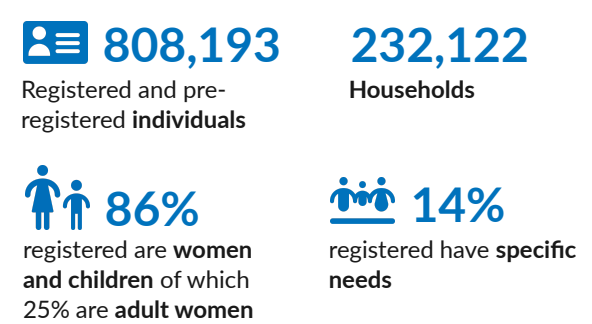 808,193
Registered and pre-
registered individuals
232,122
Households
86%
registered are women
and children of which
25% are adult women
14%
registered have specific
needs